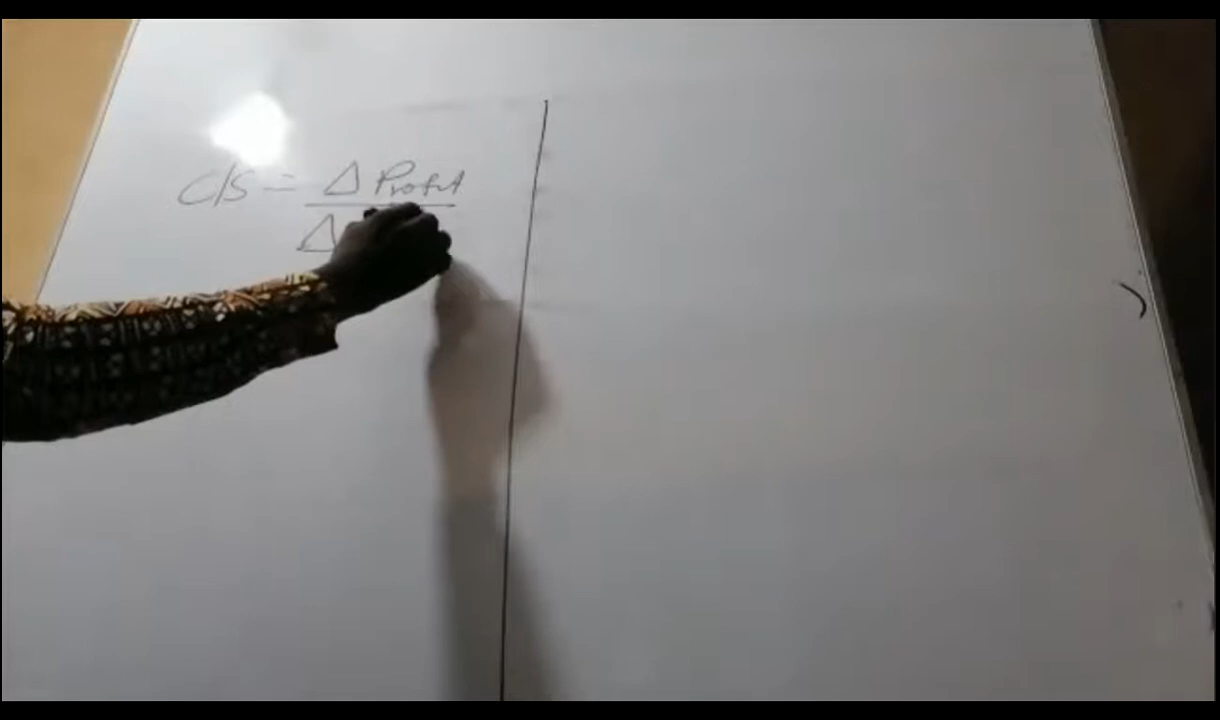 C/S = Δ Profit
Δ